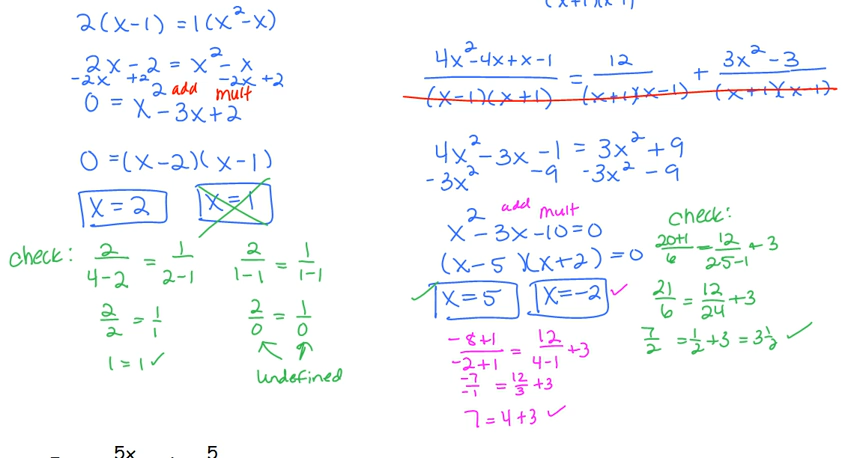 2(x-1) = 1(x²-x)
2x-2 = x²-x
-2x +2 -2x +2
add mult
0 = x²-3x+2
0 = (x-2)(x-1)
x=2 x=1
check: 2/(4-2) = 1/(2-1) 2/(1-1) = 1/(1-1)
2/2 = 1/1 2/0 = 1/0
1=1✓
undefined
(4x²-4x+x-1)/((x-1)(x+1)) = 12/((x+1)(x-1)) + (3x²-3)/((x+1)(x-1))
4x²-3x-1 = 3x²+9
-3x² -9 -3x²-9
add mult
x²-3x-10=0
(x-5)(x+2)=0
✓ x=5 x=-2 ✓
(-8+1)/(-2+1) = 12/(4-1) +3
-7/-1 = 12/3 +3
7=4+3 ✓
check:
(20+1)/6 = 12/(25-1) +3
21/6 = 12/24 +3
7/2 = 1/2 +3 = 3 1/2 ✓
5x 5